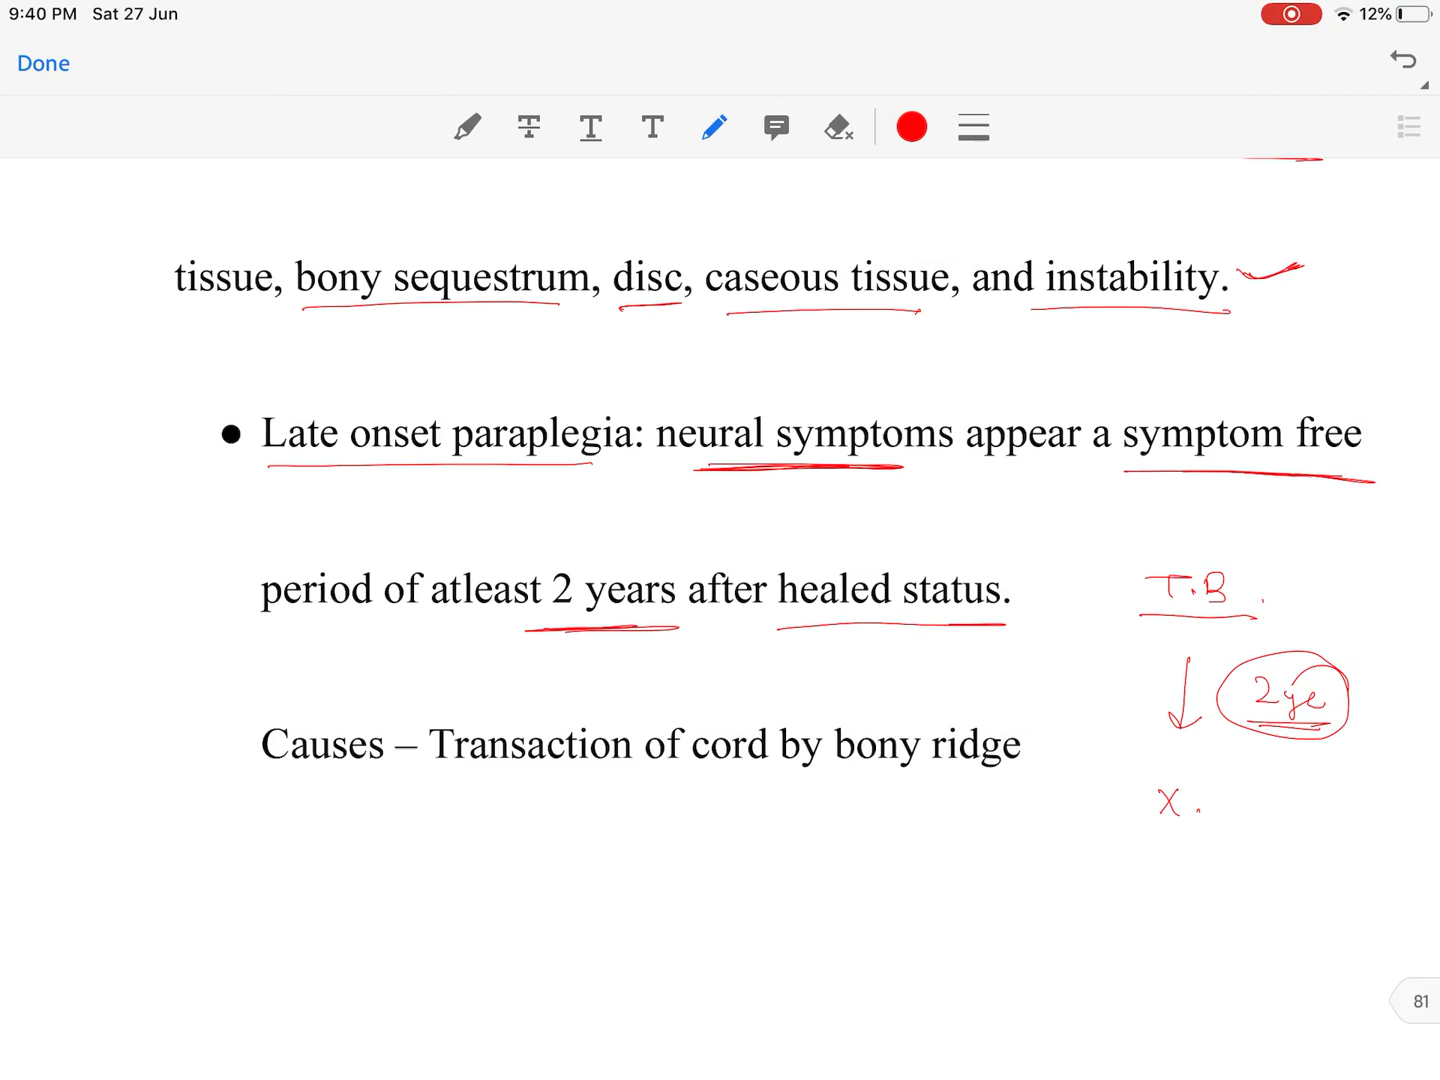 9:40 PM Sat 27 Jun 12%
Done
T T T
tissue, bony sequestrum, disc, caseous tissue, and instability.
● Late onset paraplegia: neural symptoms appear a symptom free
period of atleast 2 years after healed status.
T.B
2 ye
Causes – Transaction of cord by bony ridge
X.
81